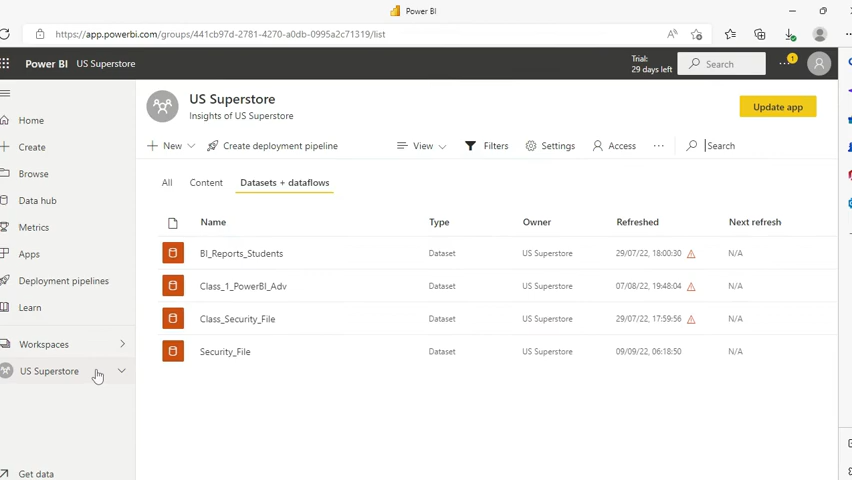 Power BI
https://app.powerbi.com/groups/441cb97d-2781-4270-a0db-0995a2c71319/list
Power BI US Superstore
Trial:
29 days left
Search
1
Home
Create
Browse
Data hub
Metrics
Apps
Deployment pipelines
Learn
Workspaces
US Superstore
Get data
US Superstore
Insights of US Superstore
Update app
New Create deployment pipeline View Filters Settings Access Search
All Content Datasets + dataflows
Name Type Owner Refreshed Next refresh
BI_Reports_Students Dataset US Superstore 29/07/22, 18:00:30 N/A
Class_1_PowerBI_Adv Dataset US Superstore 07/08/22, 19:48:04 N/A
Class_Security_File Dataset US Superstore 29/07/22, 17:59:56 N/A
Security_File Dataset US Superstore 09/09/22, 06:18:50 N/A